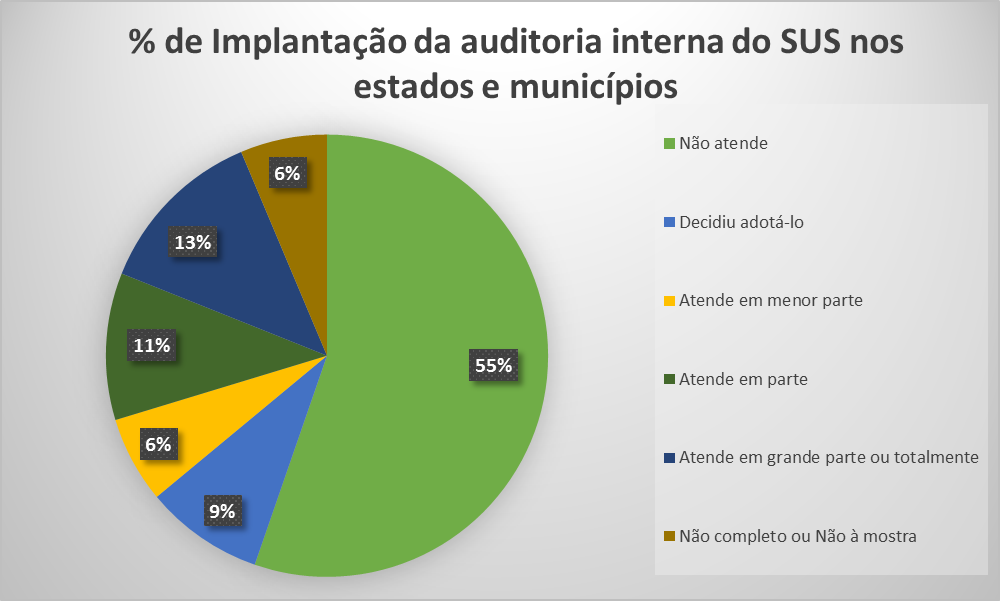 % de Implantação da auditoria interna do SUS nos
estados e municípios
Não atende
Decidiu adotá-lo
Atende em menor parte
Atende em parte
Atende em grande parte ou totalmente
Não completo ou Não à mostra
6%
13%
11%
55%
6%
9%